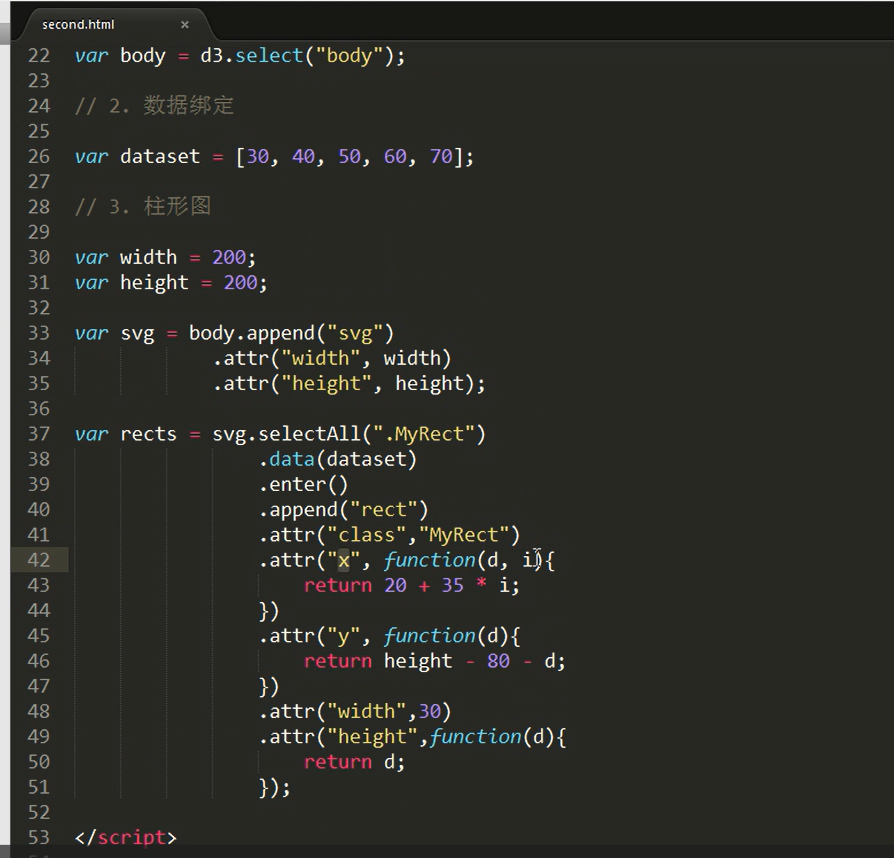 second.html ×
22 var body = d3.select("body");
23
24 // 2. 数据绑定
25
26 var dataset = [30, 40, 50, 60, 70];
27
28 // 3. 柱形图
29
30 var width = 200;
31 var height = 200;
32
33 var svg = body.append("svg")
34 .attr("width", width)
35 .attr("height", height);
36
37 var rects = svg.selectAll(".MyRect")
38 .data(dataset)
39 .enter()
40 .append("rect")
41 .attr("class","MyRect")
42 .attr("x", function(d, i){
43 return 20 + 35 * i;
44 })
45 .attr("y", function(d){
46 return height - 80 - d;
47 })
48 .attr("width",30)
49 .attr("height",function(d){
50 return d;
51 });
52
53 </script>